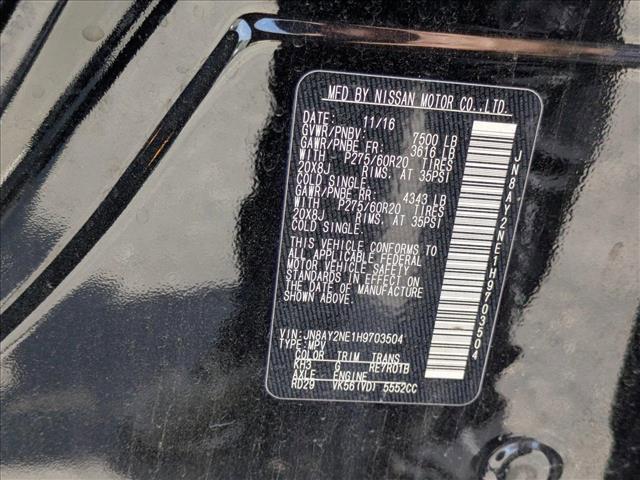 MFD BY NISSAN MOTOR CO.,LTD.
DATE: 11/16
GVWR/PNBV: 7500 LB
GAWR/PNBE FR: 3616 LB
WITH P275/60R20 TIRES
20X8J RIMS. AT 35PSI
COLD SINGLE.
GAWR/PNBE RR: 4343 LB
WITH P275/60R20 TIRES
20X8J RIMS. AT 35PSI
COLD SINGLE.
THIS VEHICLE CONFORMS TO
ALL APPLICABLE FEDERAL
MOTOR VEHICLE SAFETY
STANDARDS IN EFFECT ON
THE DATE OF MANUFACTURE
SHOWN ABOVE.
VIN:JN8AY2NE1H9703504
TYPE:MPV
COLOR TRIM TRANS
KH3 G RE7R01B
AXLE ENGINE
RD29 VK56(VD) 5552CC
JN8AY2NE1H9703504